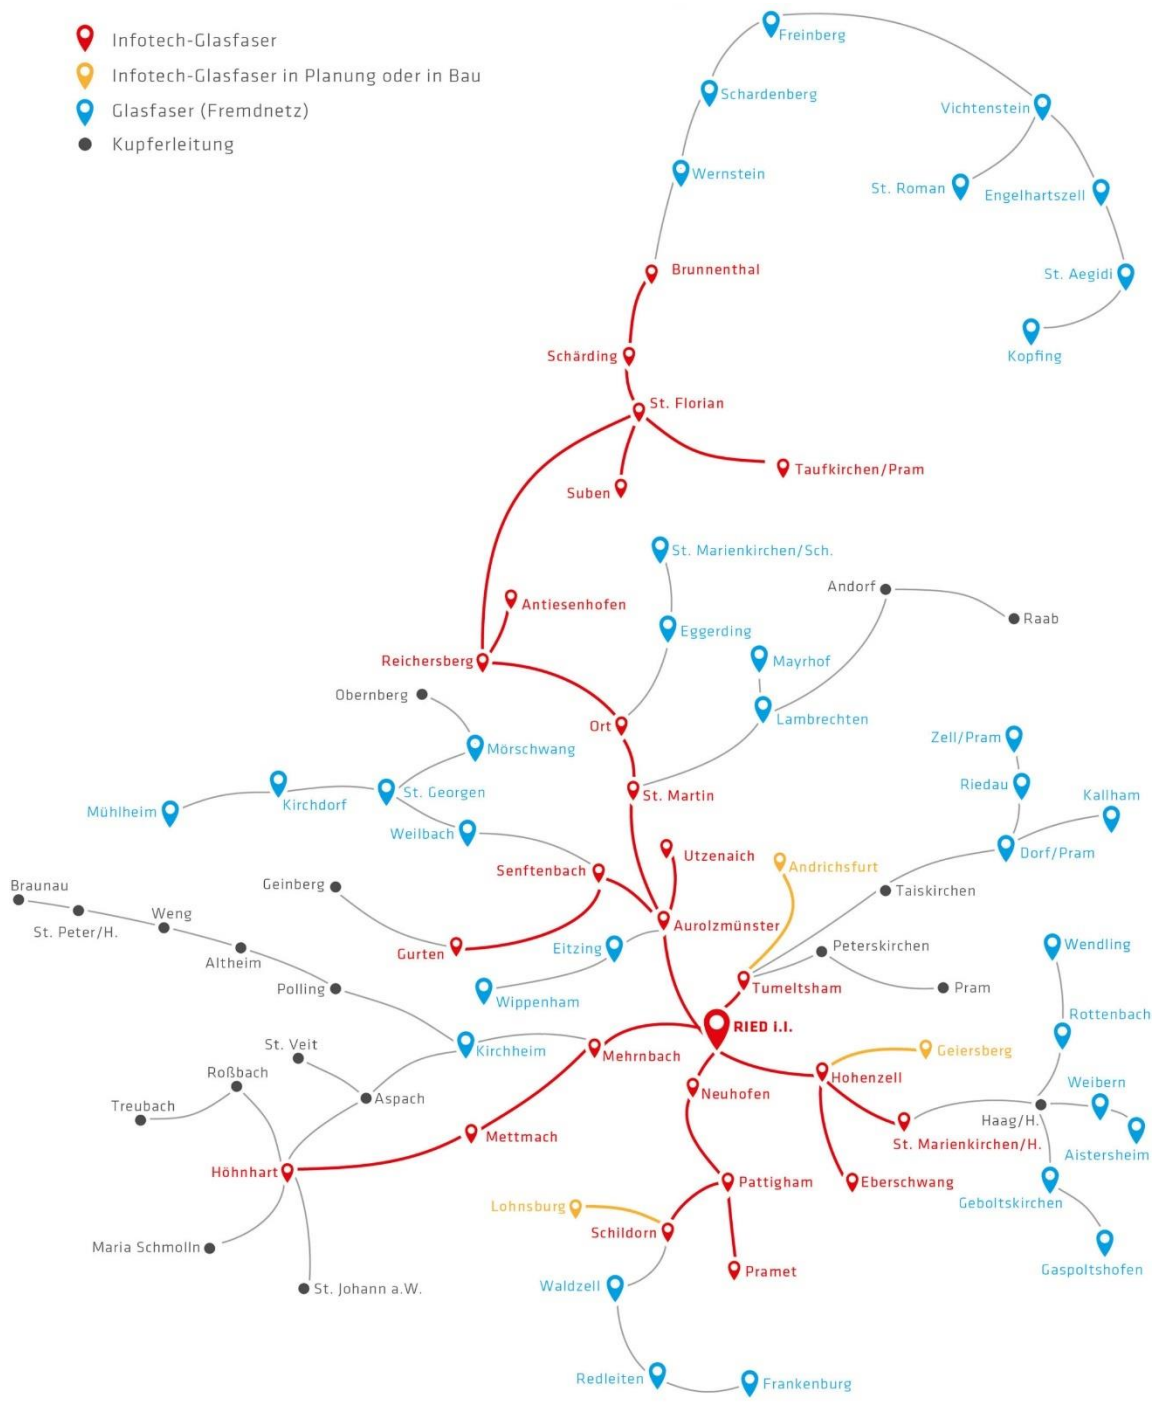 Infotech-Glasfaser
Infotech-Glasfaser in Planung oder in Bau
Glasfaser (Fremdnetz)
Kupferleitung
Freinberg
Schardenberg
Vichtenstein
Wernstein
St. Roman
Engelhartszell
Brunnenthal
St. Aegidi
Schärding
Kopfing
St. Florian
Taufkirchen/Pram
Suben
St. Marienkirchen/Sch.
Andorf
Antiesenhofen
Raab
Eggerding
Reichersberg
Mayrhof
Obernberg
Ort
Lambrechten
Zell/Pram
Mörschwang
Riedau
St. Georgen
St. Martin
Kallham
Kirchdorf
Mühlheim
Weilbach
Utzenaich
Dorf/Pram
Andrichsfurt
Senftenbach
Geinberg
Braunau
Taiskirchen
Weng
St. Peter/H.
Aurolzmünster
Gurten
Eitzing
Peterskirchen
Wendling
Altheim
Polling
Tumeltsham
Pram
Wippenham
Rottenbach
RIED i.I.
St. Veit
Kirchheim
Mehrnbach
Geiersberg
Roßbach
Hohenzell
Weibern
Neuhofen
Treubach
Aspach
Haag/H.
Mettmach
St. Marienkirchen/H.
Aistersheim
Höhnhart
Pattigham
Eberschwang
Geboltskirchen
Lohnsburg
Schildorn
Maria Schmolln
Pramet
Gaspoltshofen
St. Johann a.W.
Waldzell
Redleiten
Frankenburg